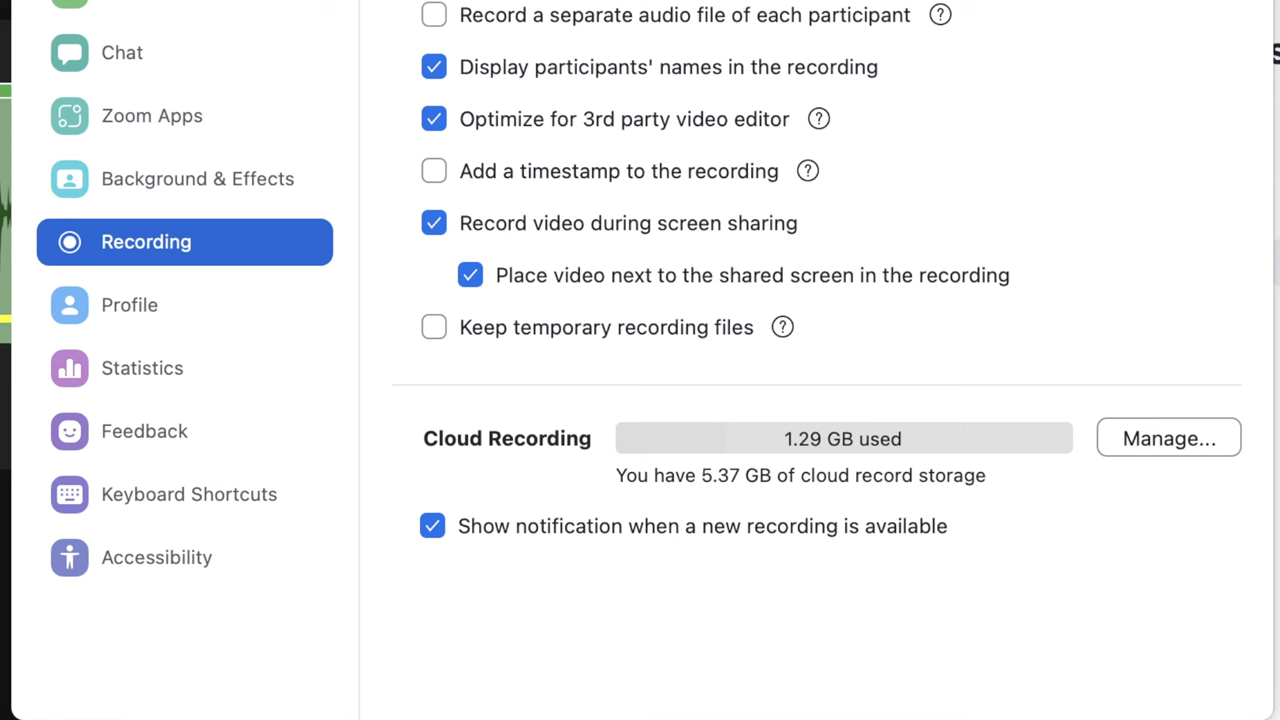 Chat
Zoom Apps
Background & Effects
Recording
Profile
Statistics
Feedback
Keyboard Shortcuts
Accessibility
Record a separate audio file of each participant ?
Display participants' names in the recording
Optimize for 3rd party video editor ?
Add a timestamp to the recording ?
Record video during screen sharing
Place video next to the shared screen in the recording
Keep temporary recording files ?
Cloud Recording 1.29 GB used Manage...
You have 5.37 GB of cloud record storage
Show notification when a new recording is available